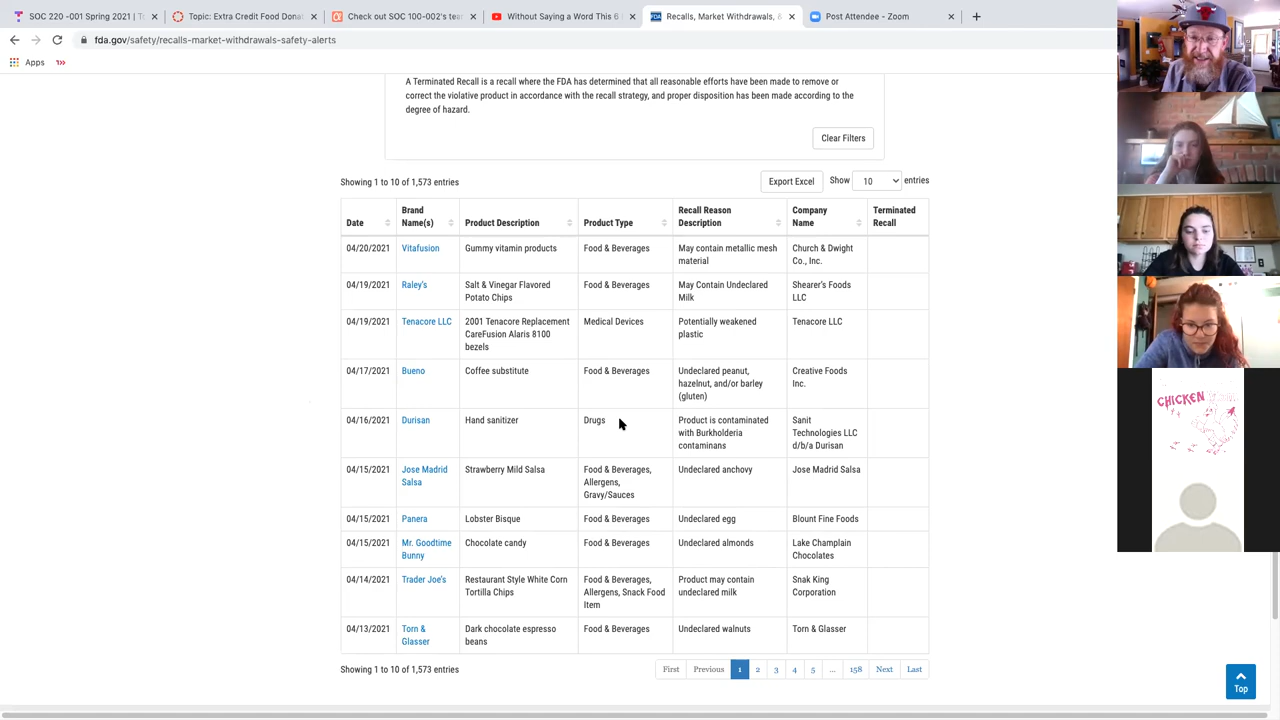 SOC 220 -001 Spring 2021 | T
Topic: Extra Credit Food Dona
Check out SOC 100-002's tea
Without Saying a Word This 6
Recalls, Market Withdrawals, &
Post Attendee - Zoom
fda.gov/safety/recalls-market-withdrawals-safety-alerts
Apps
A Terminated Recall is a recall where the FDA has determined that all reasonable efforts have been made to remove or
correct the violative product in accordance with the recall strategy, and proper disposition has been made according to the
degree of hazard.
Clear Filters
Showing 1 to 10 of 1,573 entries
Export Excel
Show 10 entries
Date Brand Name(s) Product Description Product Type Recall Reason Description Company Name Terminated Recall
04/20/2021 Vitafusion Gummy vitamin products Food & Beverages May contain metallic mesh material Church & Dwight Co., Inc.
04/19/2021 Raley's Salt & Vinegar Flavored Potato Chips Food & Beverages May Contain Undeclared Milk Shearer's Foods LLC
04/19/2021 Tenacore LLC 2001 Tenacore Replacement CareFusion Alaris 8100 bezels Medical Devices Potentially weakened plastic Tenacore LLC
04/17/2021 Bueno Coffee substitute Food & Beverages Undeclared peanut, hazelnut, and/or barley (gluten) Creative Foods Inc.
04/16/2021 Durisan Hand sanitizer Drugs Product is contaminated with Burkholderia contaminans Sanit Technologies LLC d/b/a Durisan
04/15/2021 Jose Madrid Salsa Strawberry Mild Salsa Food & Beverages, Allergens, Gravy/Sauces Undeclared anchovy Jose Madrid Salsa
04/15/2021 Panera Lobster Bisque Food & Beverages Undeclared egg Blount Fine Foods
04/15/2021 Mr. Goodtime Bunny Chocolate candy Food & Beverages Undeclared almonds Lake Champlain Chocolates
04/14/2021 Trader Joe's Restaurant Style White Corn Tortilla Chips Food & Beverages, Allergens, Snack Food Item Product may contain undeclared milk Snak King Corporation
04/13/2021 Torn & Glasser Dark chocolate espresso beans Food & Beverages Undeclared walnuts Torn & Glasser
Showing 1 to 10 of 1,573 entries
First Previous 1 2 3 4 5 ... 158 Next Last
Top
CHICKEN